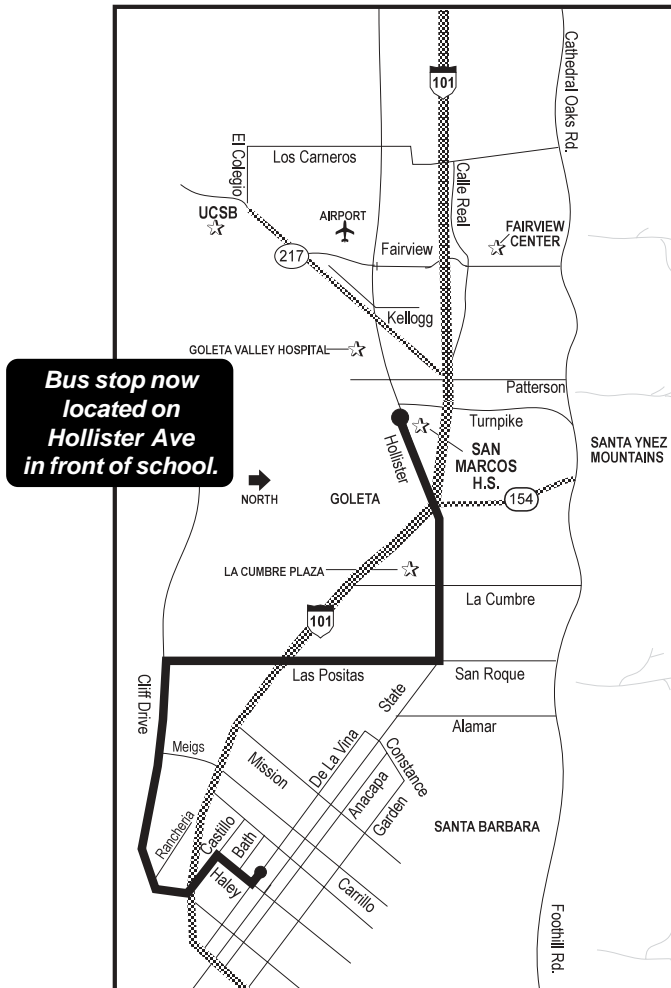 101
Cathedral Oaks Rd.
El Colegio
Los Carneros
Calle Real
UCSB
AIRPORT
FAIRVIEW
CENTER
217
Fairview
Kellogg
GOLETA VALLEY HOSPITAL
Patterson
Bus stop now
located on
Hollister Ave
in front of school.
Turnpike
Hollister
SAN
MARCOS
H.S.
SANTA YNEZ
MOUNTAINS
NORTH
GOLETA
154
LA CUMBRE PLAZA
La Cumbre
101
Las Positas
San Roque
Cliff Drive
State
Alamar
Meigs
Mission
De La Vina
Constance
Anacapa
Garden
Rancheria
Castillo
Bath
SANTA BARBARA
Haley
Carrillo
Foothill Rd.